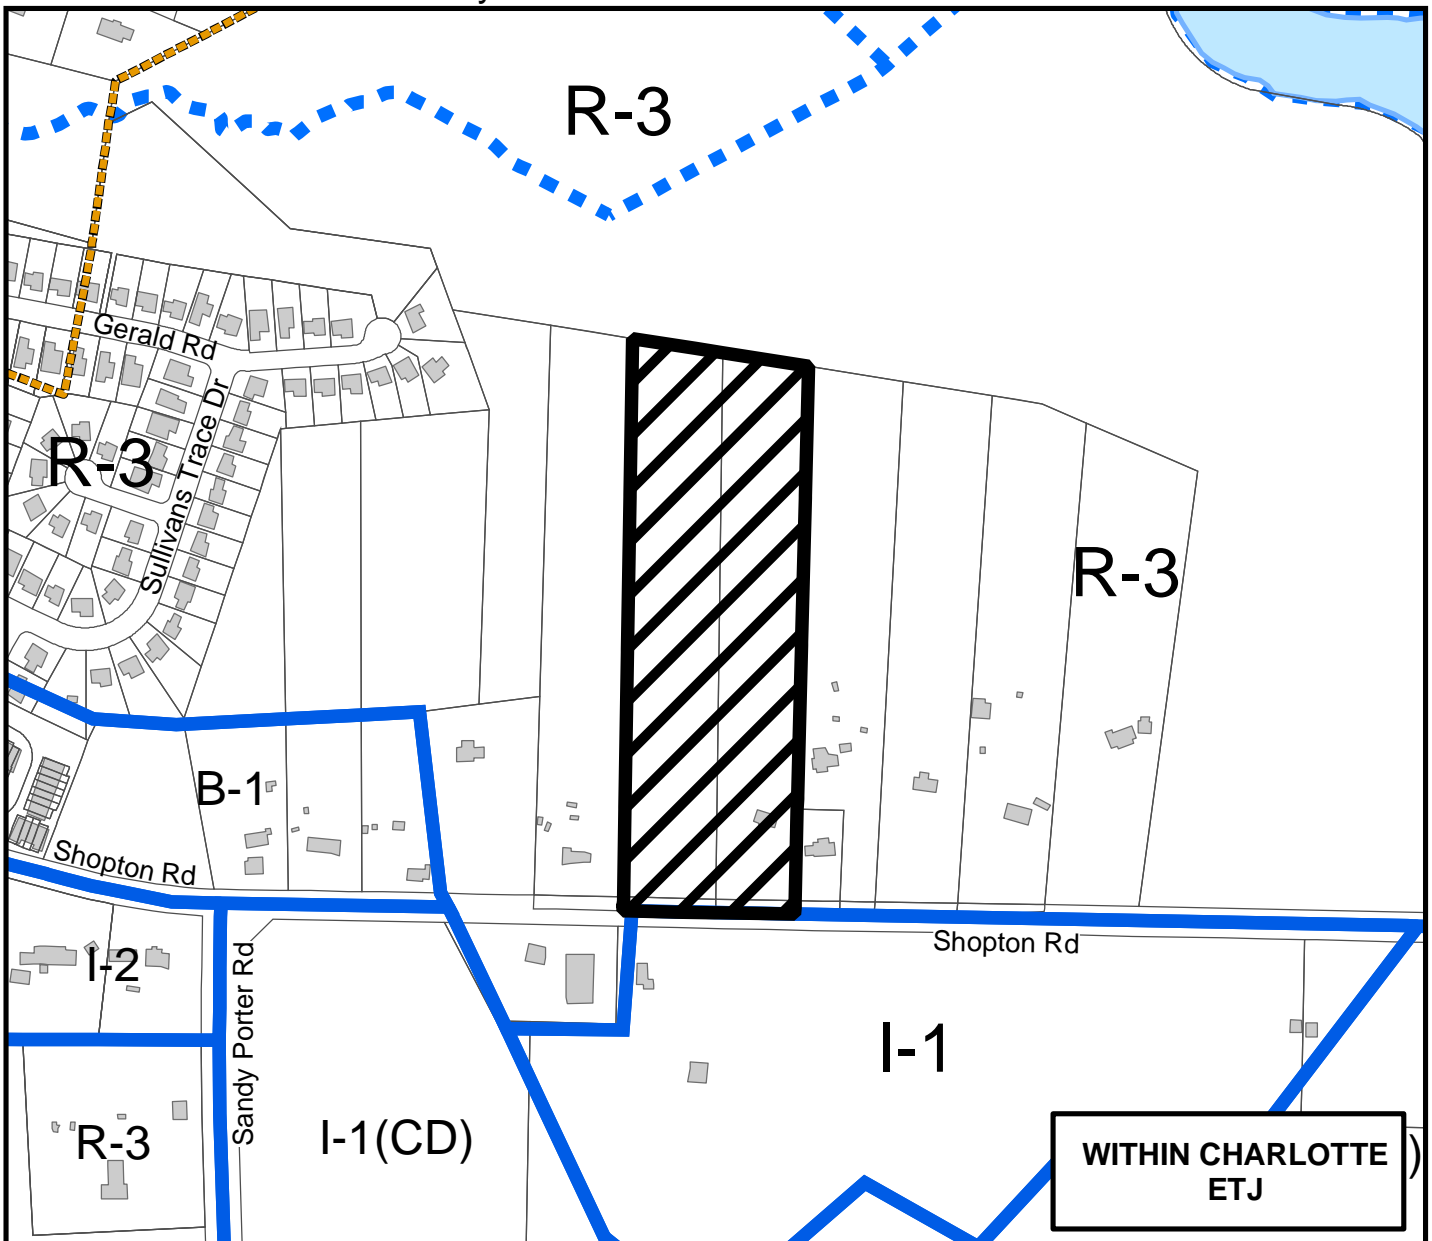 R-3
Gerald Rd
Sullivans Trace Dr
R-3
R-3
B-1
Shopton Rd
Shopton Rd
I-2
Sandy Porter Rd
I-1
R-3
I-1(CD)
WITHIN CHARLOTTE
ETJ
)